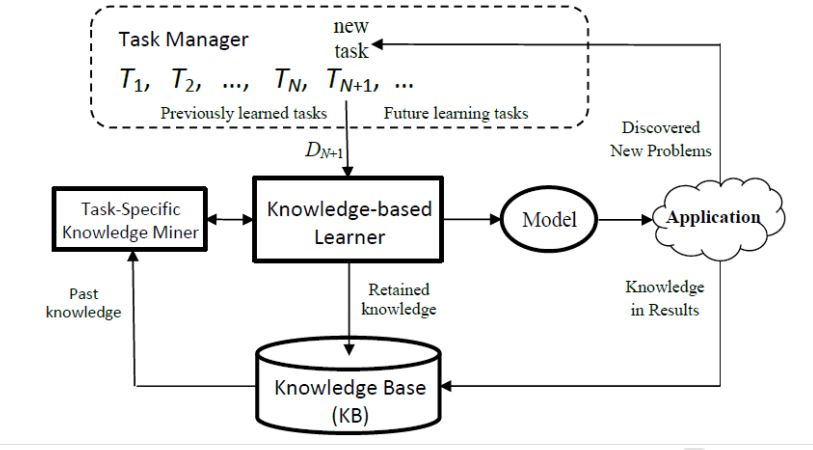 new
Task Manager
task
T1, T2, ..., TN, TN+1, ...
Previously learned tasks
Future learning tasks
DN+1
Discovered
New Problems
Task-Specific
Knowledge Miner
Knowledge-based
Learner
Model
Application
Past
knowledge
Retained
knowledge
Knowledge
in Results
Knowledge Base
(KB)